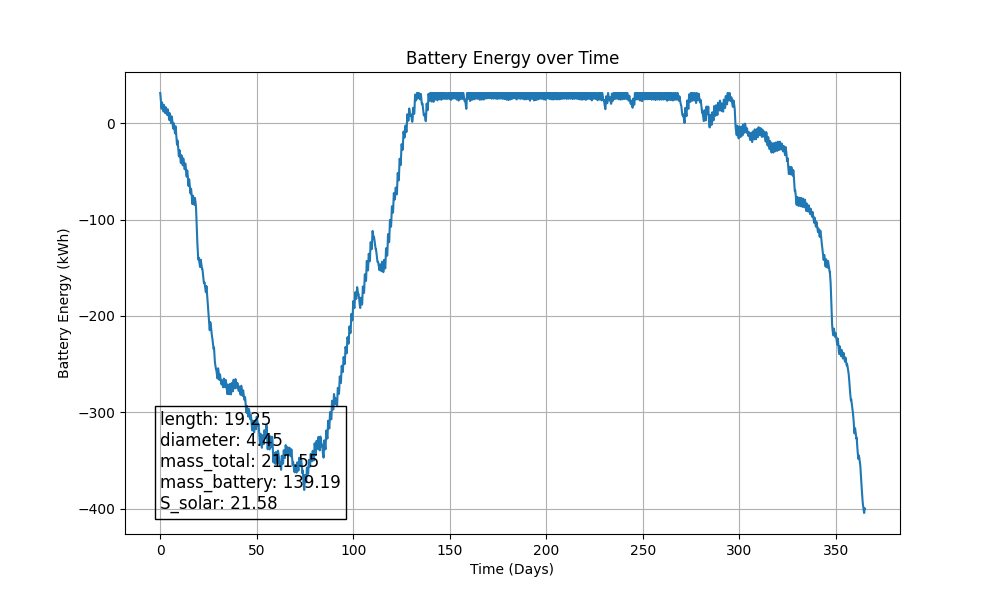 Battery Energy over Time
Battery Energy (kWh)
0
−100
−200
−300
−400
length: 19.25
diameter: 4.45
mass_total: 211.55
mass_battery: 139.19
S_solar: 21.58
0 50 100 150 200 250 300 350
Time (Days)